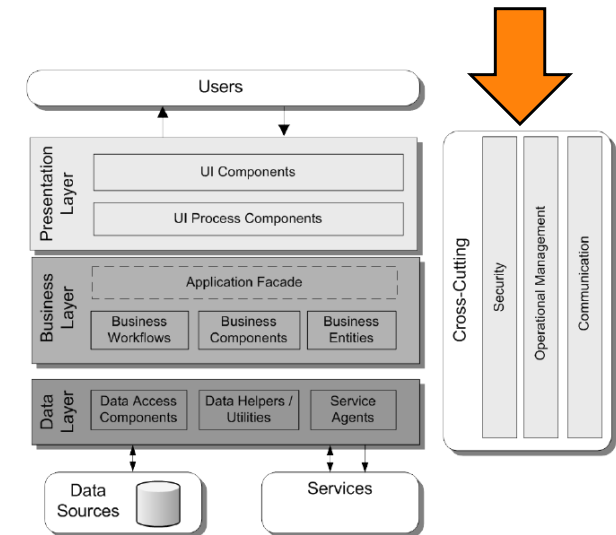 Users
Presentation
Layer
UI Components
UI Process Components
Business
Layer
Application Facade
Business
Workflows
Business
Components
Business
Entities
Data
Layer
Data Access
Components
Data Helpers /
Utilities
Service
Agents
Data
Sources
Services
Cross-Cutting
Security
Operational Management
Communication